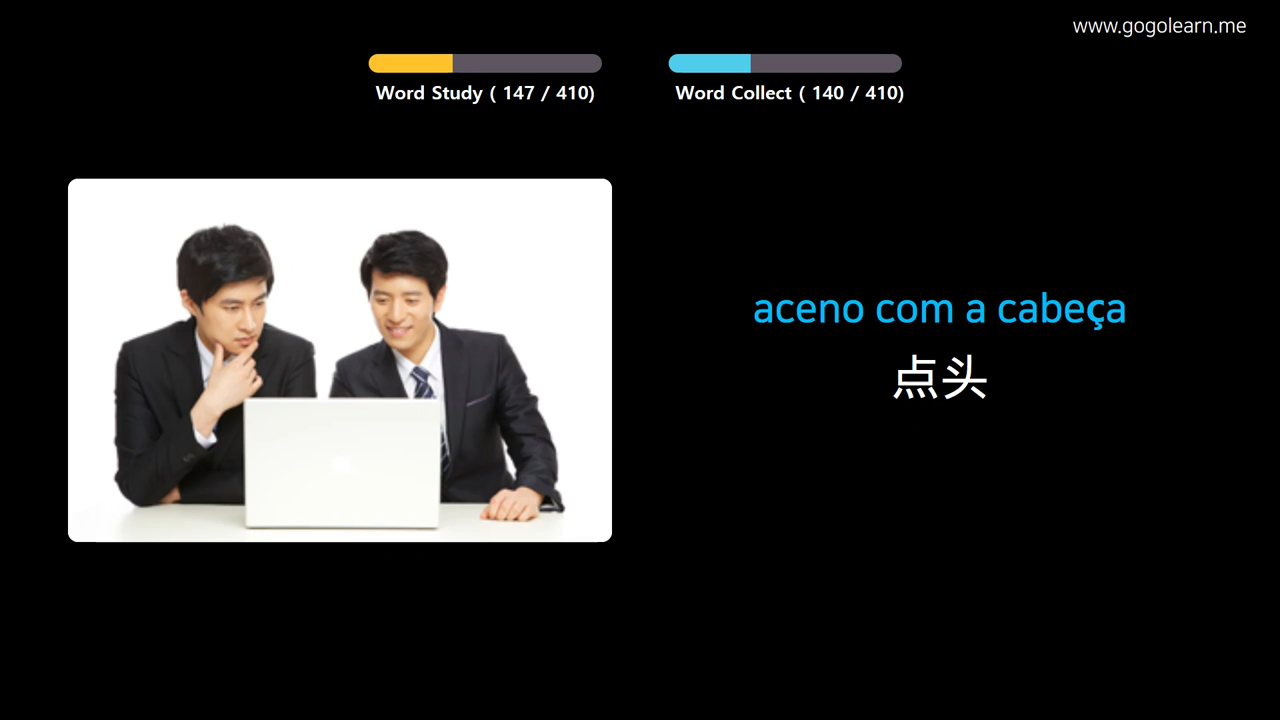 www.gogolearn.me
Word Study ( 147 / 410)
Word Collect ( 140 / 410)
aceno com a cabeça
点头